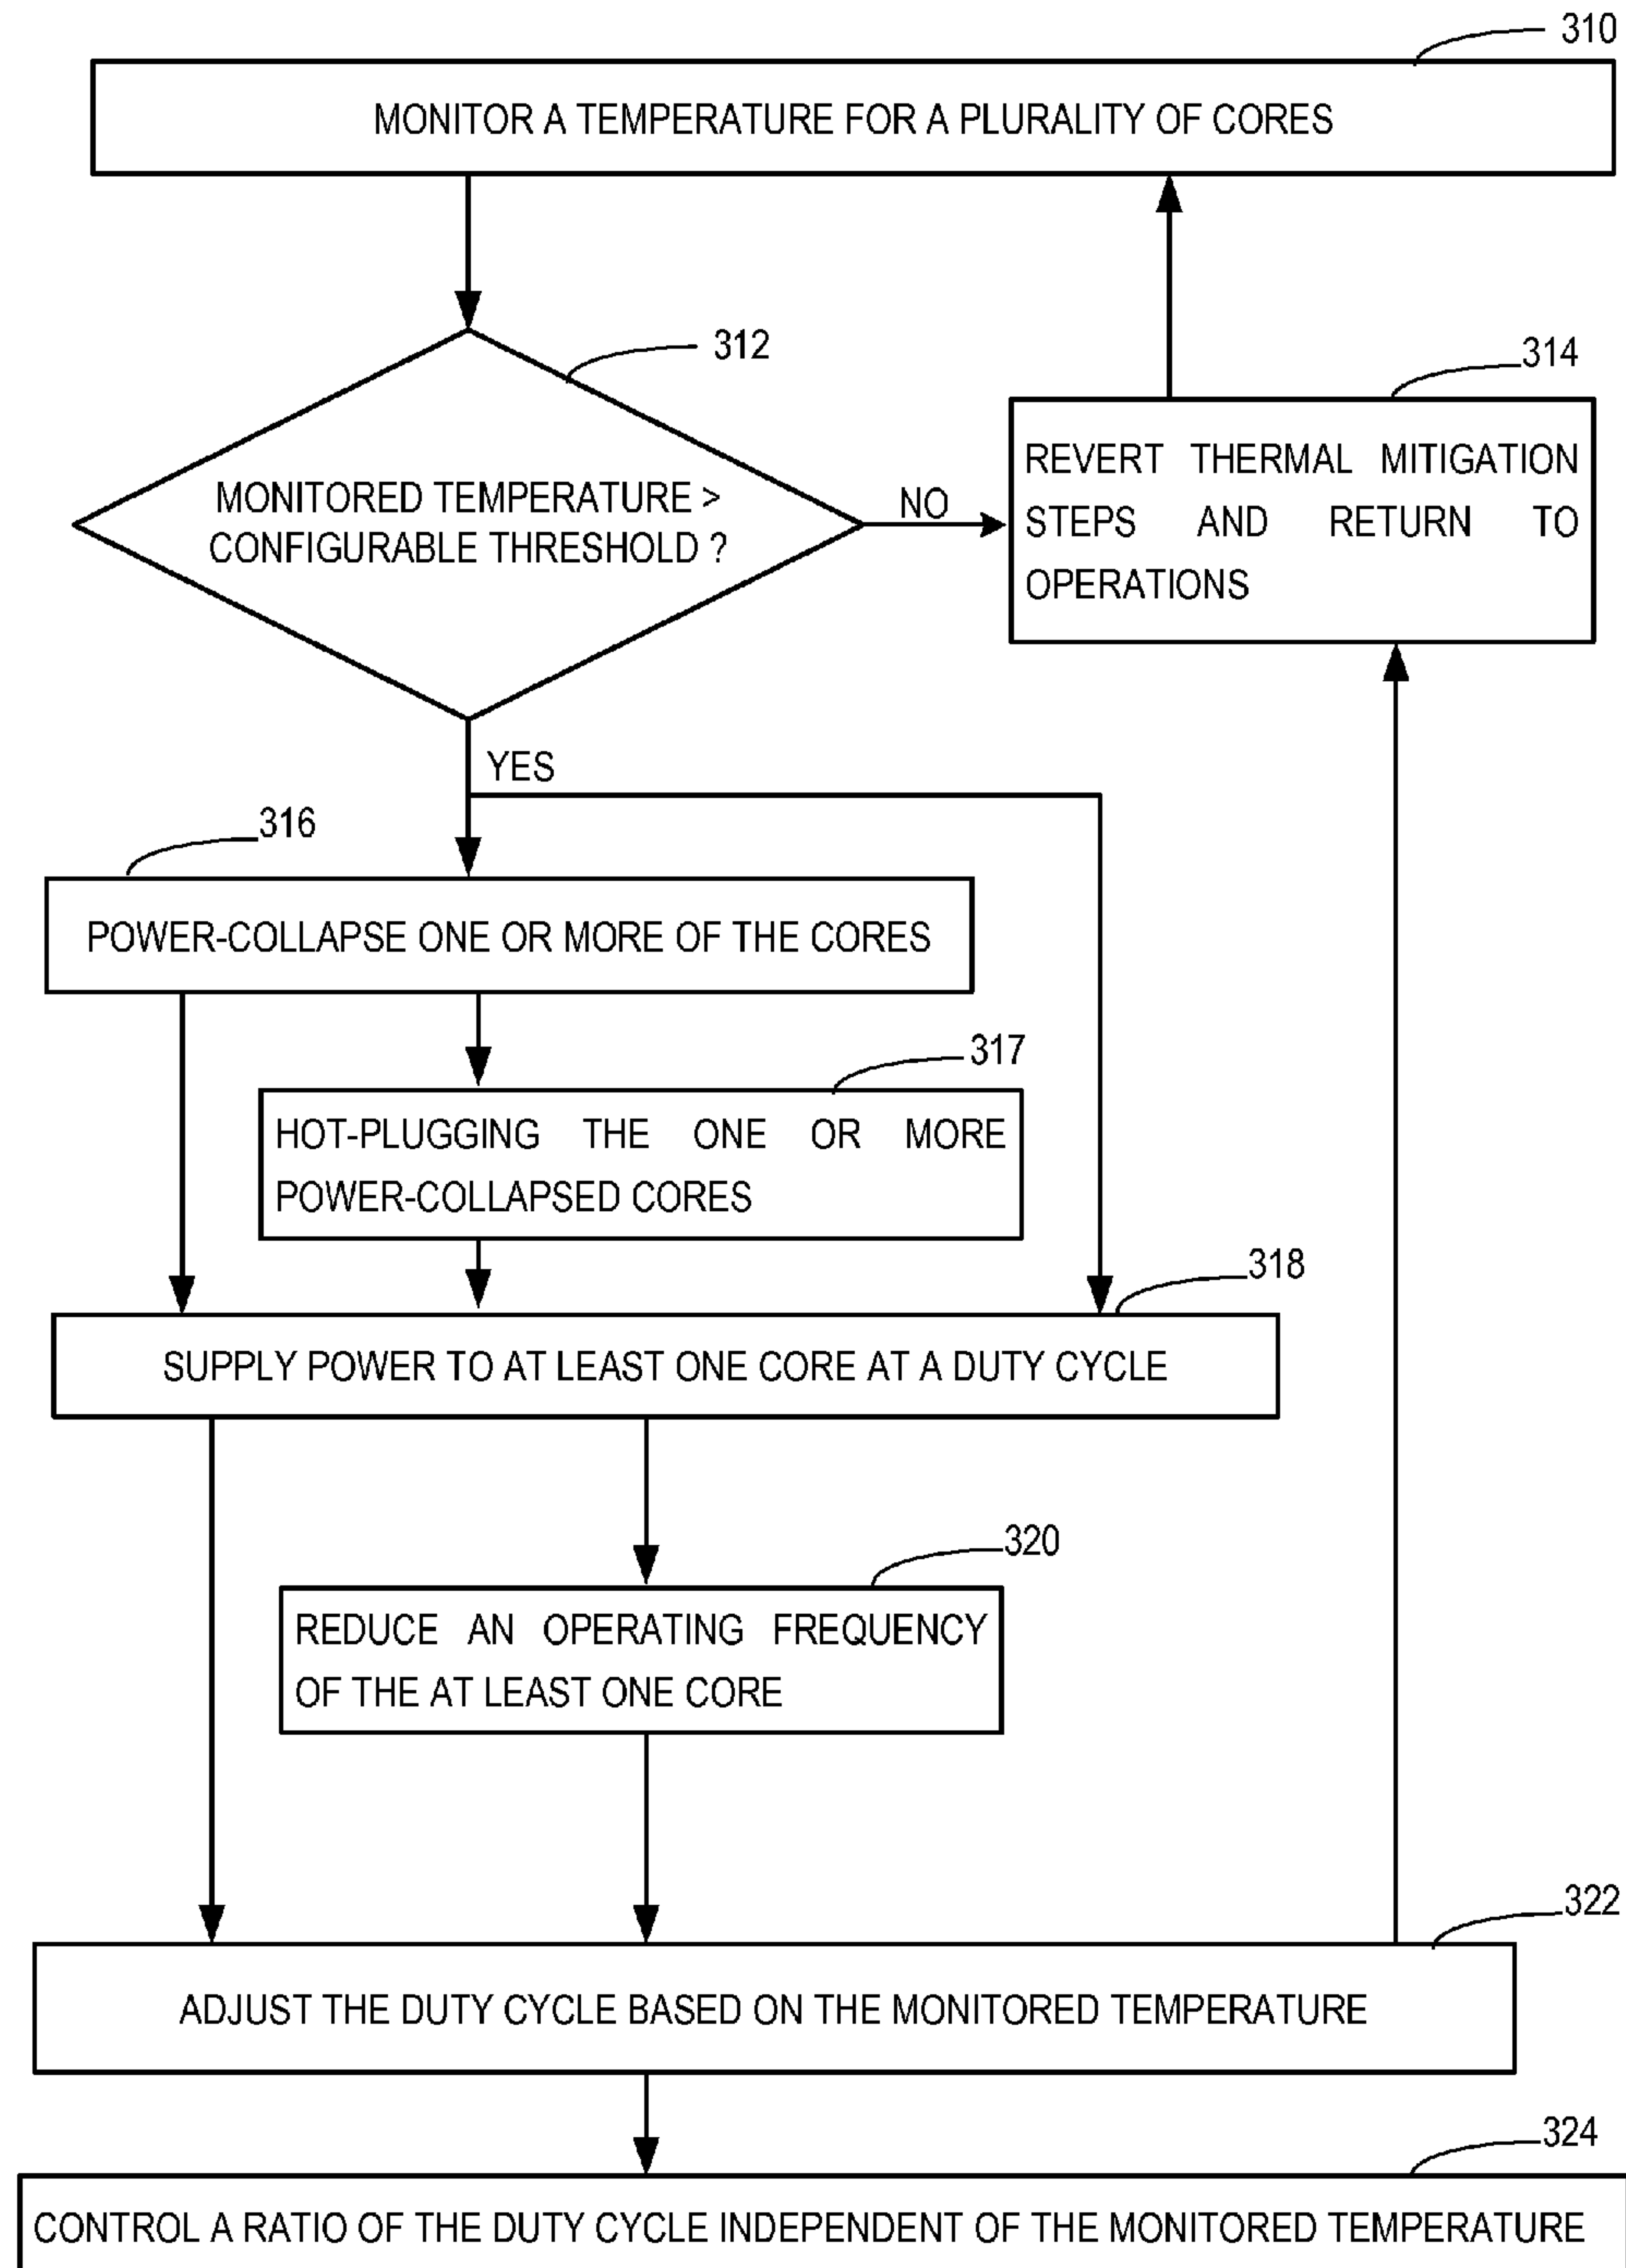 310
MONITOR A TEMPERATURE FOR A PLURALITY OF CORES
312
MONITORED TEMPERATURE >
CONFIGURABLE THRESHOLD ?
NO
314
REVERT THERMAL MITIGATION
STEPS AND RETURN TO
OPERATIONS
YES
316
POWER-COLLAPSE ONE OR MORE OF THE CORES
317
HOT-PLUGGING THE ONE OR MORE
POWER-COLLAPSED CORES
318
SUPPLY POWER TO AT LEAST ONE CORE AT A DUTY CYCLE
320
REDUCE AN OPERATING FREQUENCY
OF THE AT LEAST ONE CORE
322
ADJUST THE DUTY CYCLE BASED ON THE MONITORED TEMPERATURE
324
CONTROL A RATIO OF THE DUTY CYCLE INDEPENDENT OF THE MONITORED TEMPERATURE